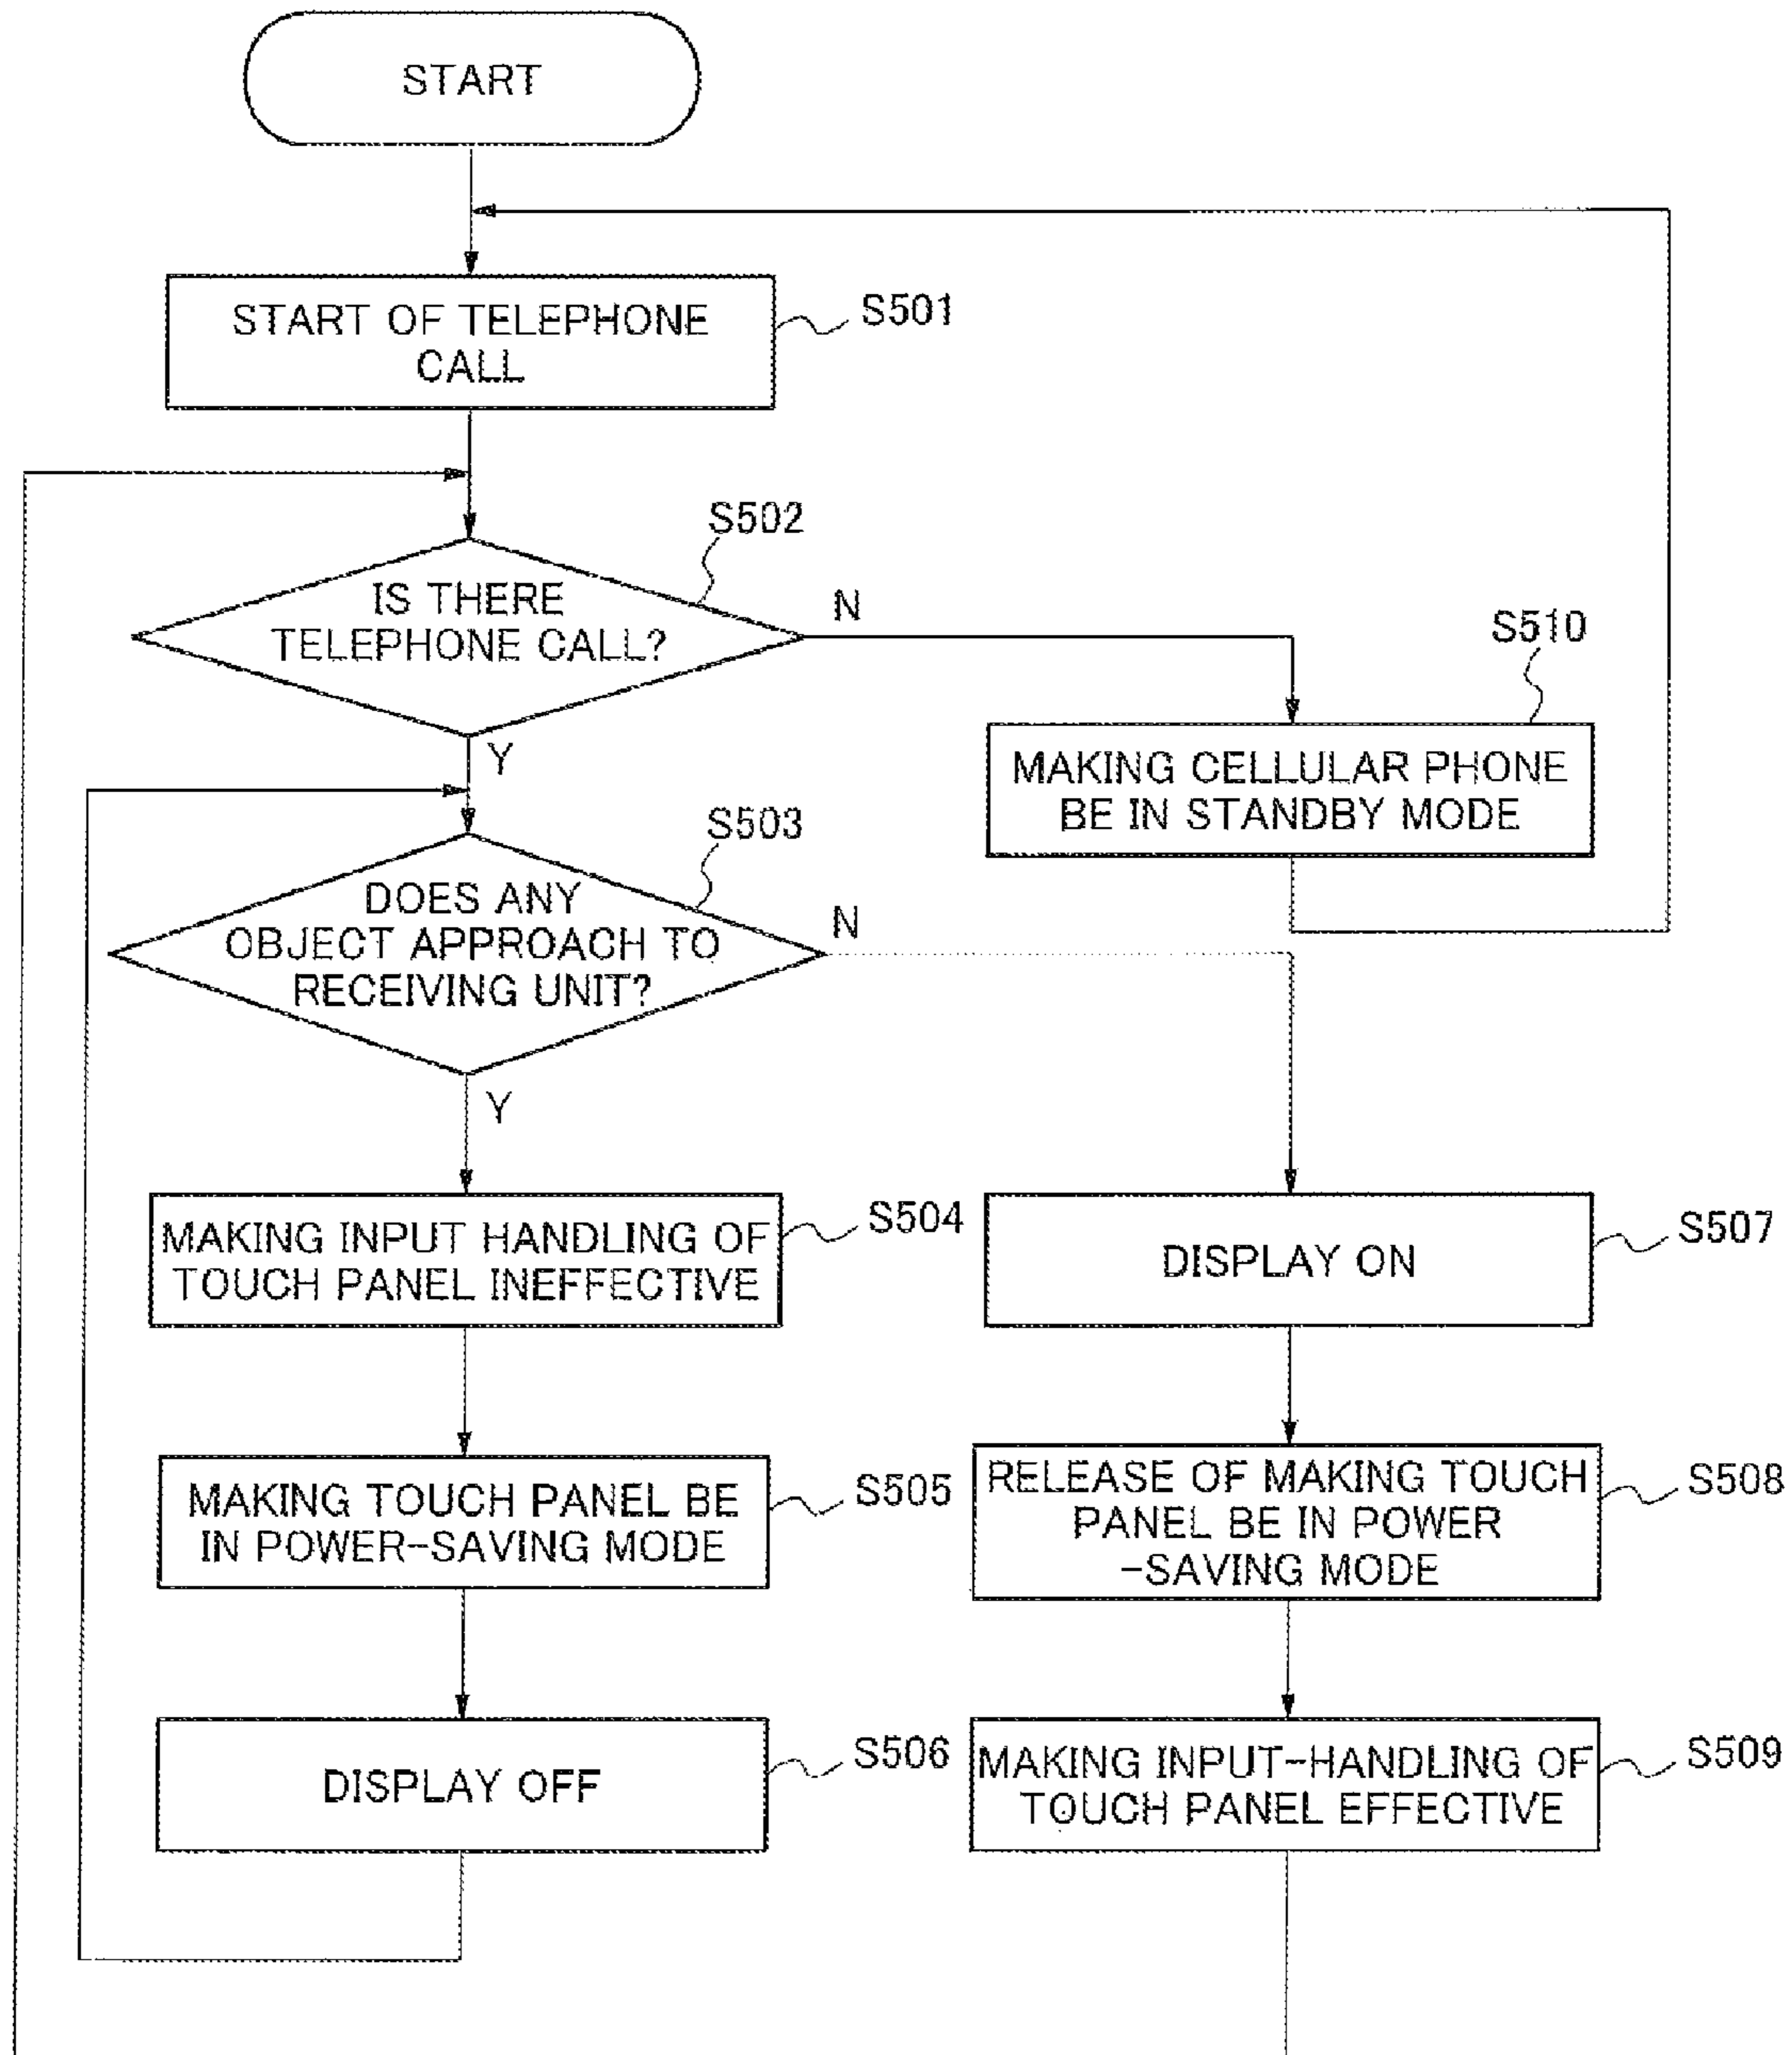 START
START OF TELEPHONE
CALL
S501
S502
IS THERE
TELEPHONE CALL?
N
Y
S510
MAKING CELLULAR PHONE
BE IN STANDBY MODE
S503
DOES ANY
OBJECT APPROACH TO
RECEIVING UNIT?
N
Y
MAKING INPUT HANDLING OF
TOUCH PANEL INEFFECTIVE
S504
DISPLAY ON
S507
MAKING TOUCH PANEL BE
IN POWER-SAVING MODE
S505
RELEASE OF MAKING TOUCH
PANEL BE IN POWER
-SAVING MODE
S508
DISPLAY OFF
S506
MAKING INPUT-HANDLING OF
TOUCH PANEL EFFECTIVE
S509